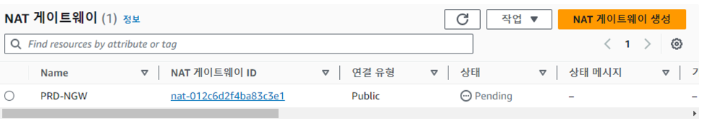 NAT 게이트웨이 (1) 정보
작업 ▼ NAT 게이트웨이 생성
Find resources by attribute or tag
1
Name NAT 게이트웨이 ID 연결 유형 상태 상태 메시지
PRD-NGW nat-012c6d2f4ba83c3e1 Public Pending –